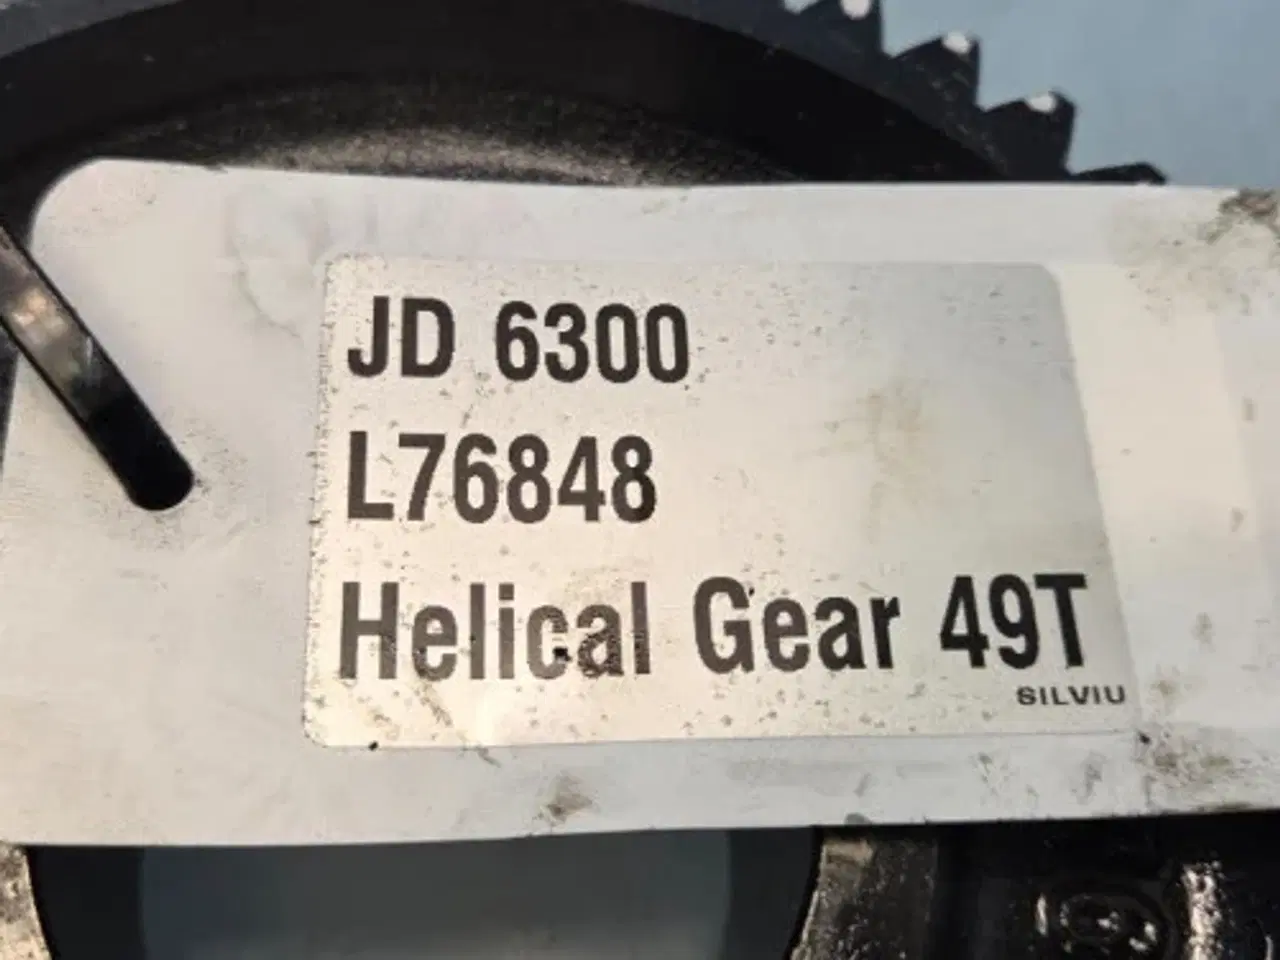 JD 6300
L76848
Helical Gear 49T
SILVIU